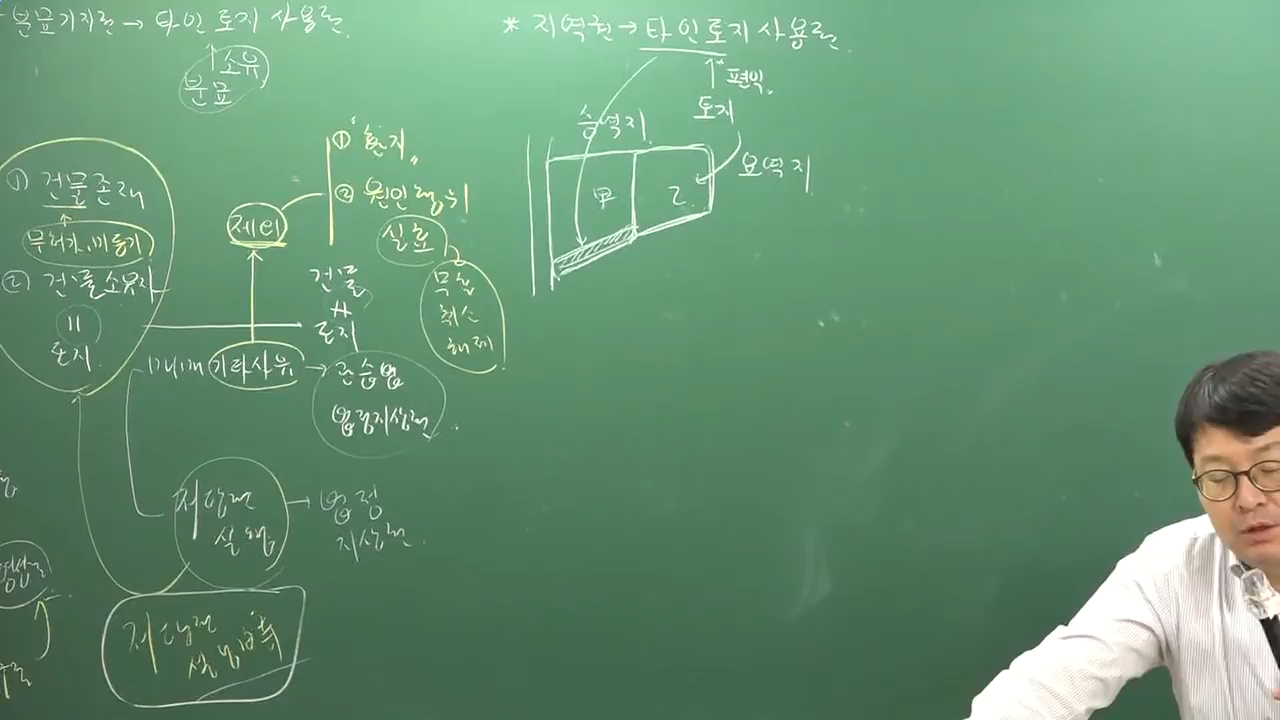 분묘기지권 → 타인 토지 사용권
↑소유
분묘
① 건물존재
무허가, 미등기
② 건물소유자
=
토지
제외
① "환지"
② 원인행위
실효
무효
취소
해제
건물
토지
매매 기타사유 → 관습법
법정지상권
저당권
실행
→ 법정
지상권
저당권
설정당시
* 지역권 → 타인토지사용권
↑ 편익
토지
승역지
甲
乙
요역지